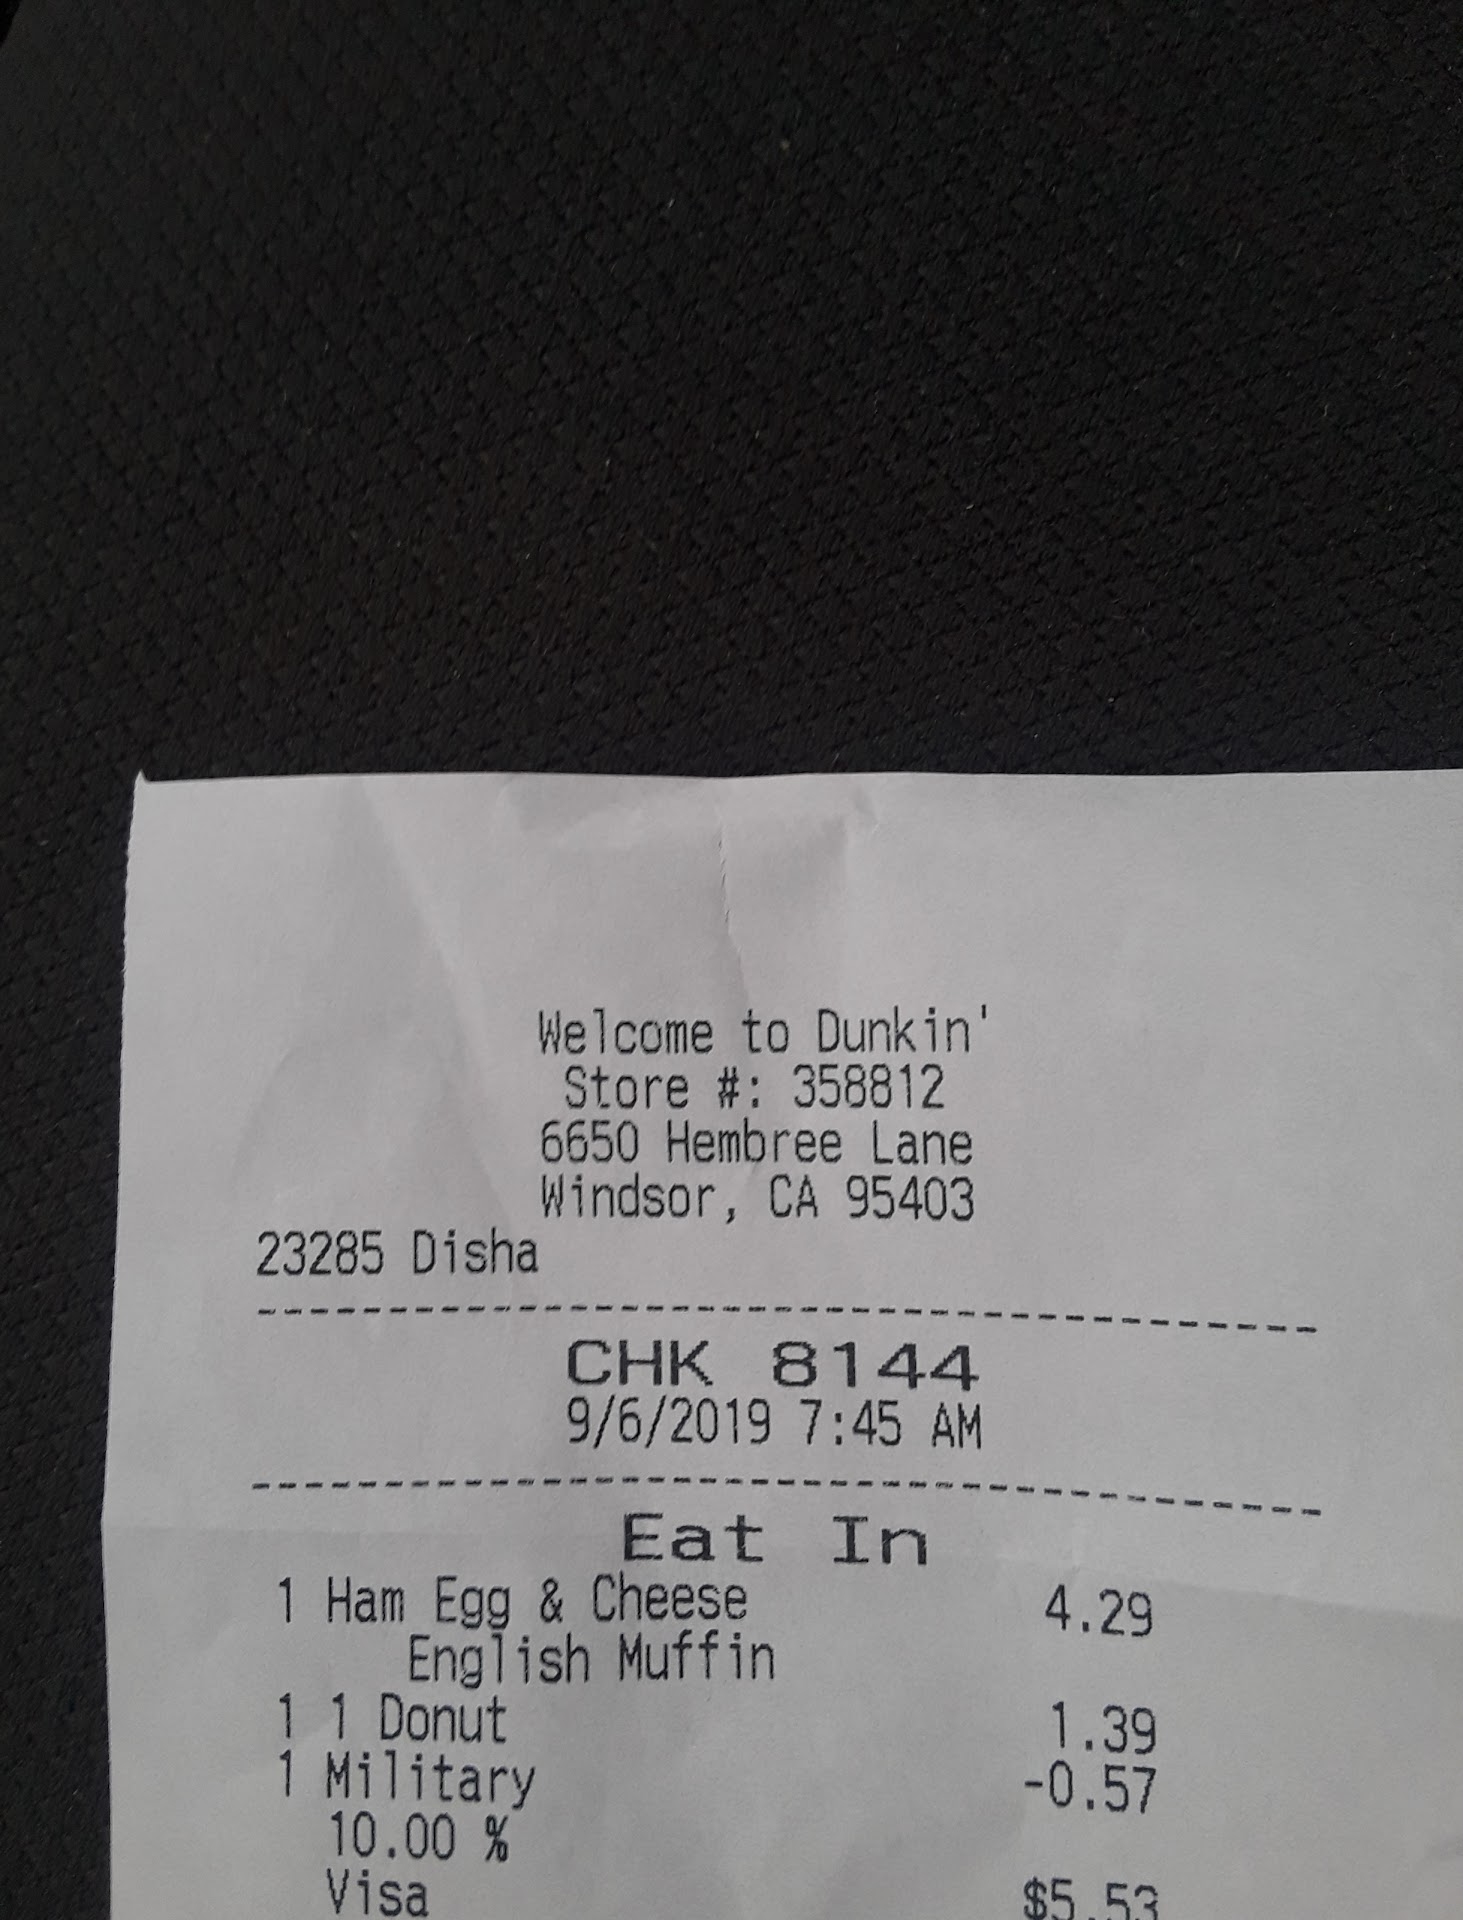 Welcome to Dunkin'
Store #: 358812
6650 Hembree Lane
Windsor, CA 95403
23285 Disha
CHK 8144
9/6/2019 7:45 AM
Eat In
1 Ham Egg & Cheese 4.29
English Muffin
1 1 Donut 1.39
1 Military -0.57
10.00 %
Visa $5.53